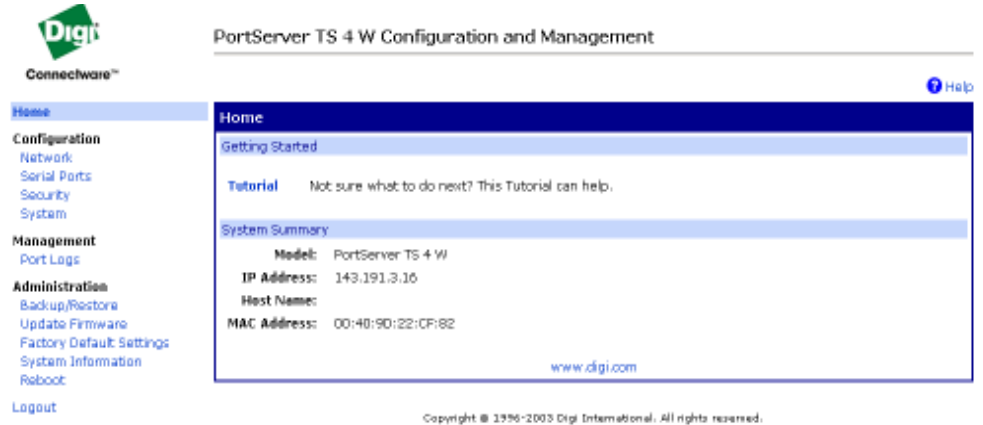 Digi
Connectware™
PortServer TS 4 W Configuration and Management
Help
Home
Configuration
Network
Serial Ports
Security
System
Management
Port Logs
Administration
Backup/Restore
Update Firmware
Factory Default Settings
System Information
Reboot
Logout
Home
Getting Started
Tutorial Not sure what to do next? This Tutorial can help.
System Summary
Model: PortServer TS 4 W
IP Address: 143.191.3.16
Host Name:
MAC Address: 00:40:9D:22:CF:82
www.digi.com
Copyright © 1996-2003 Digi International. All rights reserved.